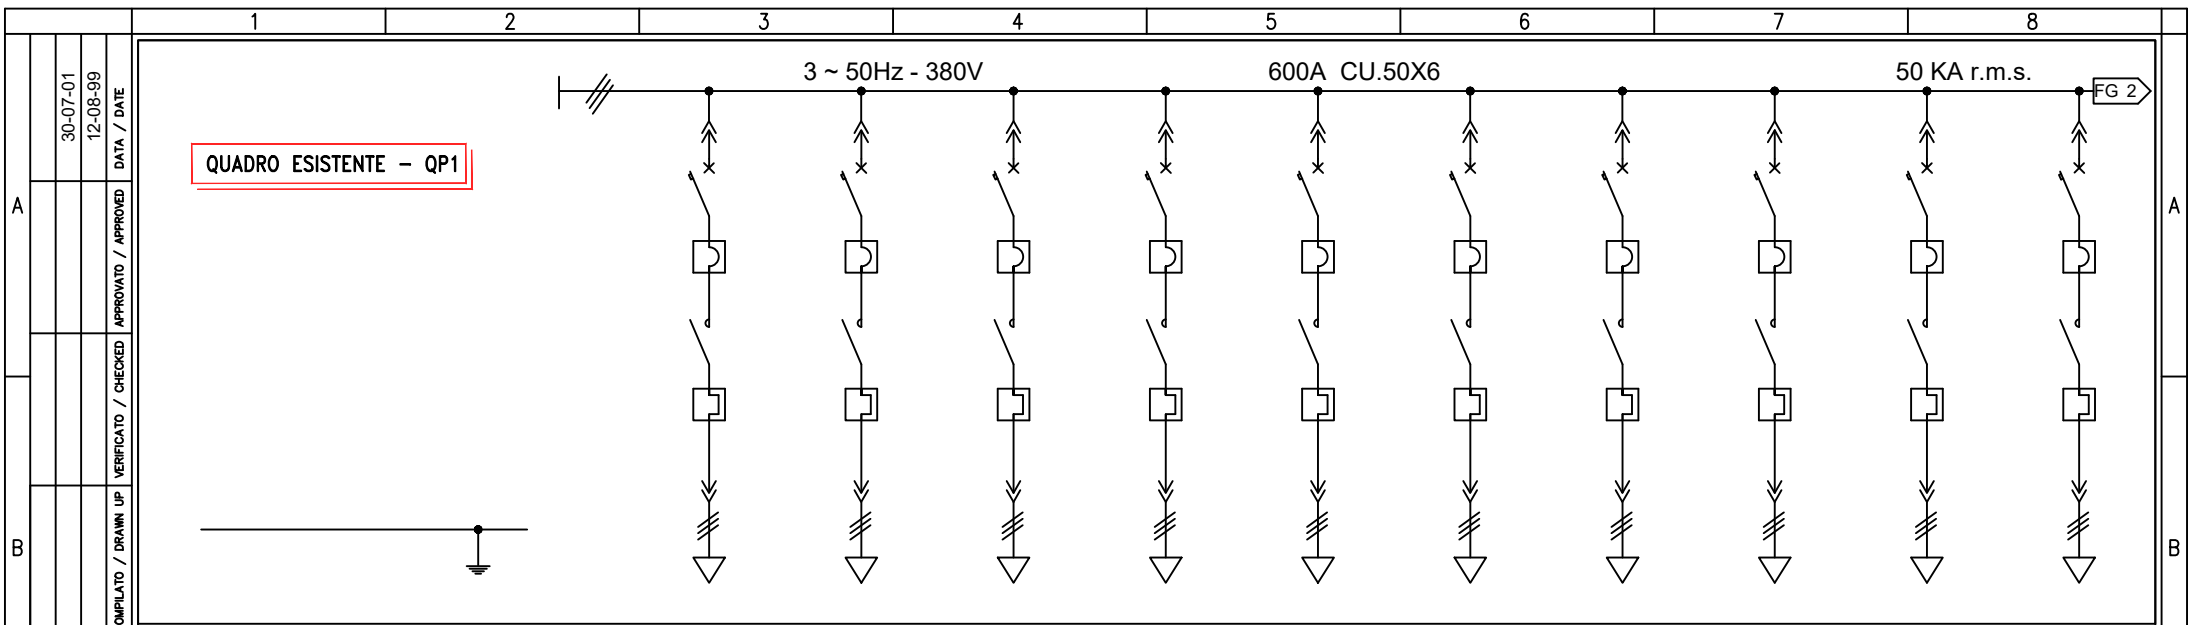 1 2 3 4 5 6 7 8
3 ~ 50Hz - 380V 600A CU.50X6 50 KA r.m.s.
FG 2
QUADRO ESISTENTE - QP1
A A
B B
30-07-01
12-08-99
DATA / DATE
APPROVATO / APPROVED
VERIFICATO / CHECKED
OMPILATO / DRAWN UP